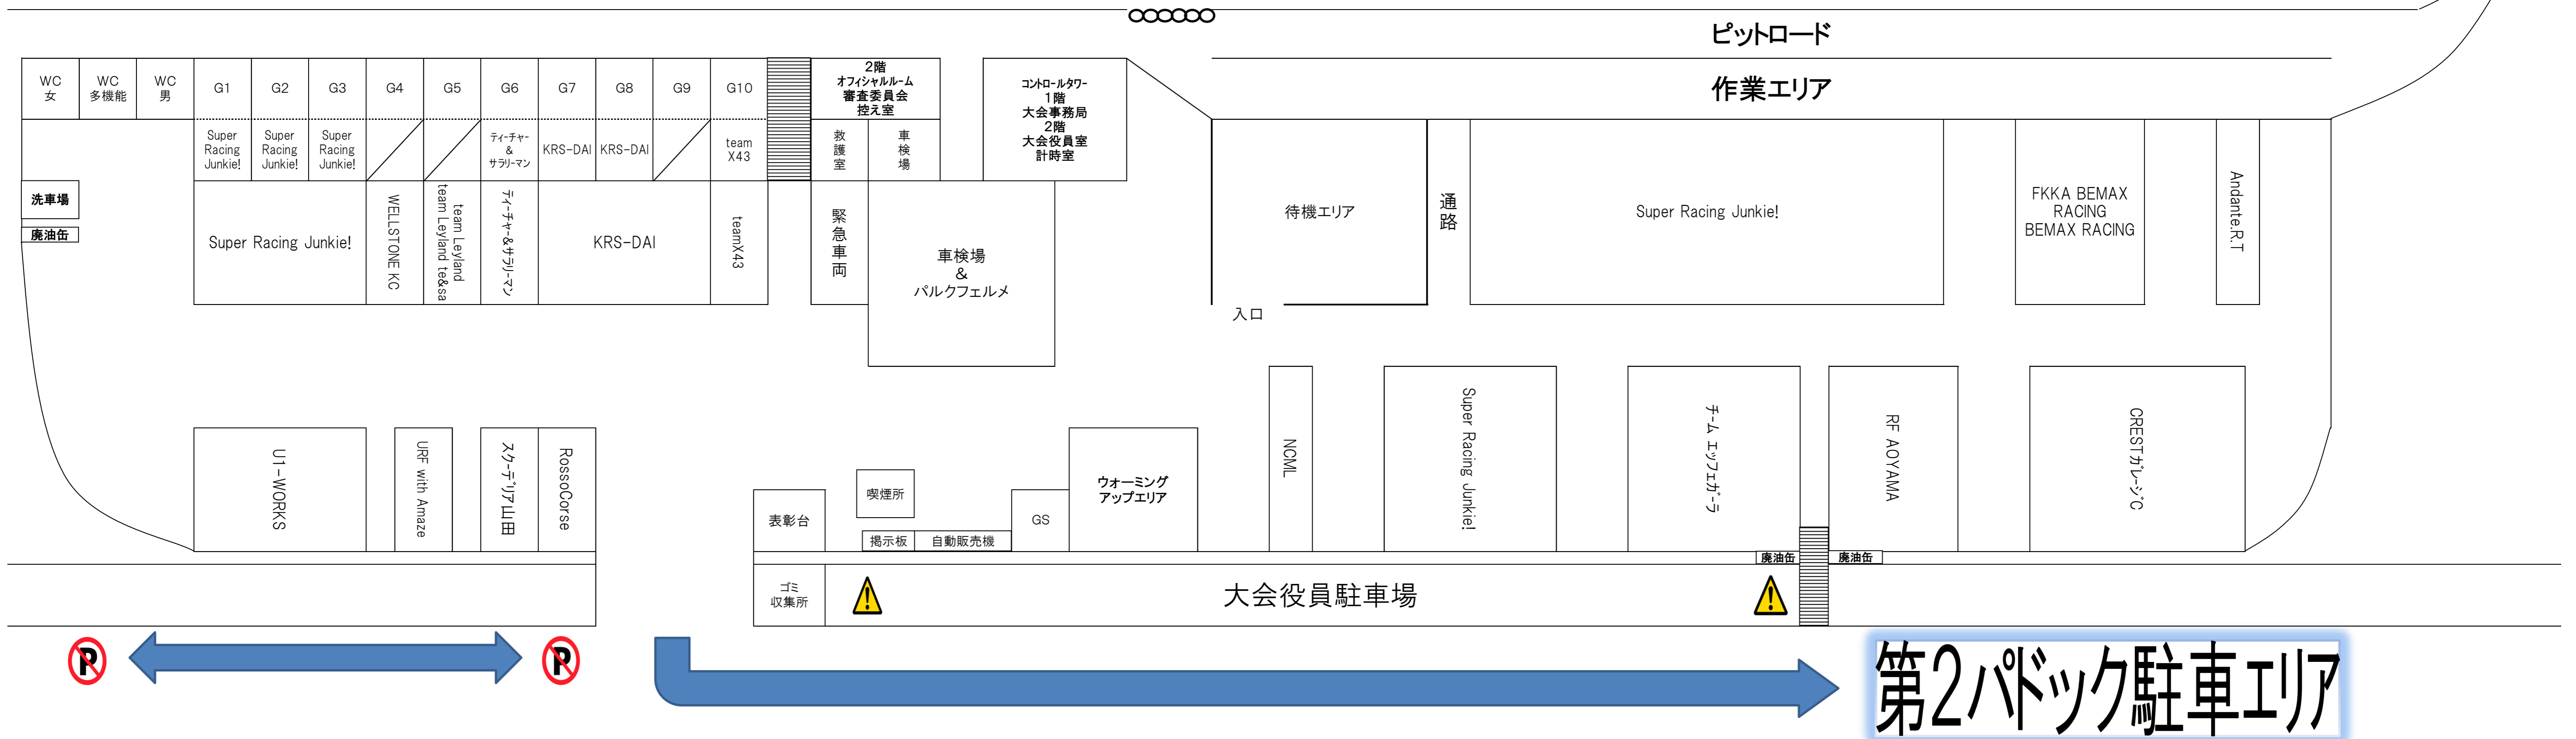 ピットロード
作業エリア
WC
女
WC
多機能
WC
男
G1
G2
G3
G4
G5
G6
G7
G8
G9
G10
2階
オフィシャルルーム
審査委員会
控え室
コントロールタワー
1階
大会事務局
2階
大会役員室
計時室
Super
Racing
Junkie!
Super
Racing
Junkie!
Super
Racing
Junkie!
ティーチャー
&
サラリーマン
KRS-DAI
KRS-DAI
team
X43
救護室
車検場
洗車場
廃油缶
Super Racing Junkie!
WELLSTONE KC
team Leyland
team Leyland te&sa
ティーチャー&サラリーマン
KRS-DAI
teamX43
緊急車両
車検場
&
パルクフェルメ
待機エリア
入口
通路
Super Racing Junkie!
FKKA BEMAX
RACING
BEMAX RACING
Andante.R.T
U1-WORKS
URF with Amaze
スクーデリア山田
RossoCorse
表彰台
喫煙所
掲示板
自動販売機
GS
ウォーミング
アップエリア
NCML
Super Racing Junkie!
チーム エッフェガーラ
RF AOYAMA
CRESTガレージC
廃油缶
廃油缶
ゴミ
収集所
大会役員駐車場
P
P
第2パドック駐車エリア